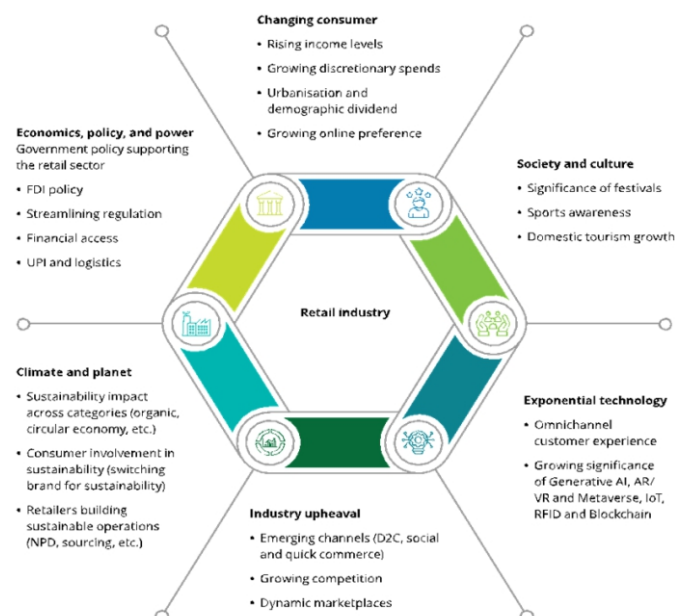 Changing consumer
• Rising income levels
• Growing discretionary spends
• Urbanisation and
demographic dividend
• Growing online preference
Economics, policy, and power
Government policy supporting
the retail sector
• FDI policy
• Streamlining regulation
• Financial access
• UPI and logistics
Society and culture
• Significance of festivals
• Sports awareness
• Domestic tourism growth
Retail industry
Climate and planet
• Sustainability impact
across categories (organic,
circular economy, etc.)
• Consumer involvement in
sustainability (switching
brand for sustainability)
• Retailers building
sustainable operations
(NPD, sourcing, etc.)
Exponential technology
• Omnichannel
customer experience
• Growing significance
of Generative AI, AR/
VR and Metaverse, IoT,
RFID and Blockchain
Industry upheaval
• Emerging channels (D2C, social
and quick commerce)
• Growing competition
• Dynamic marketplaces